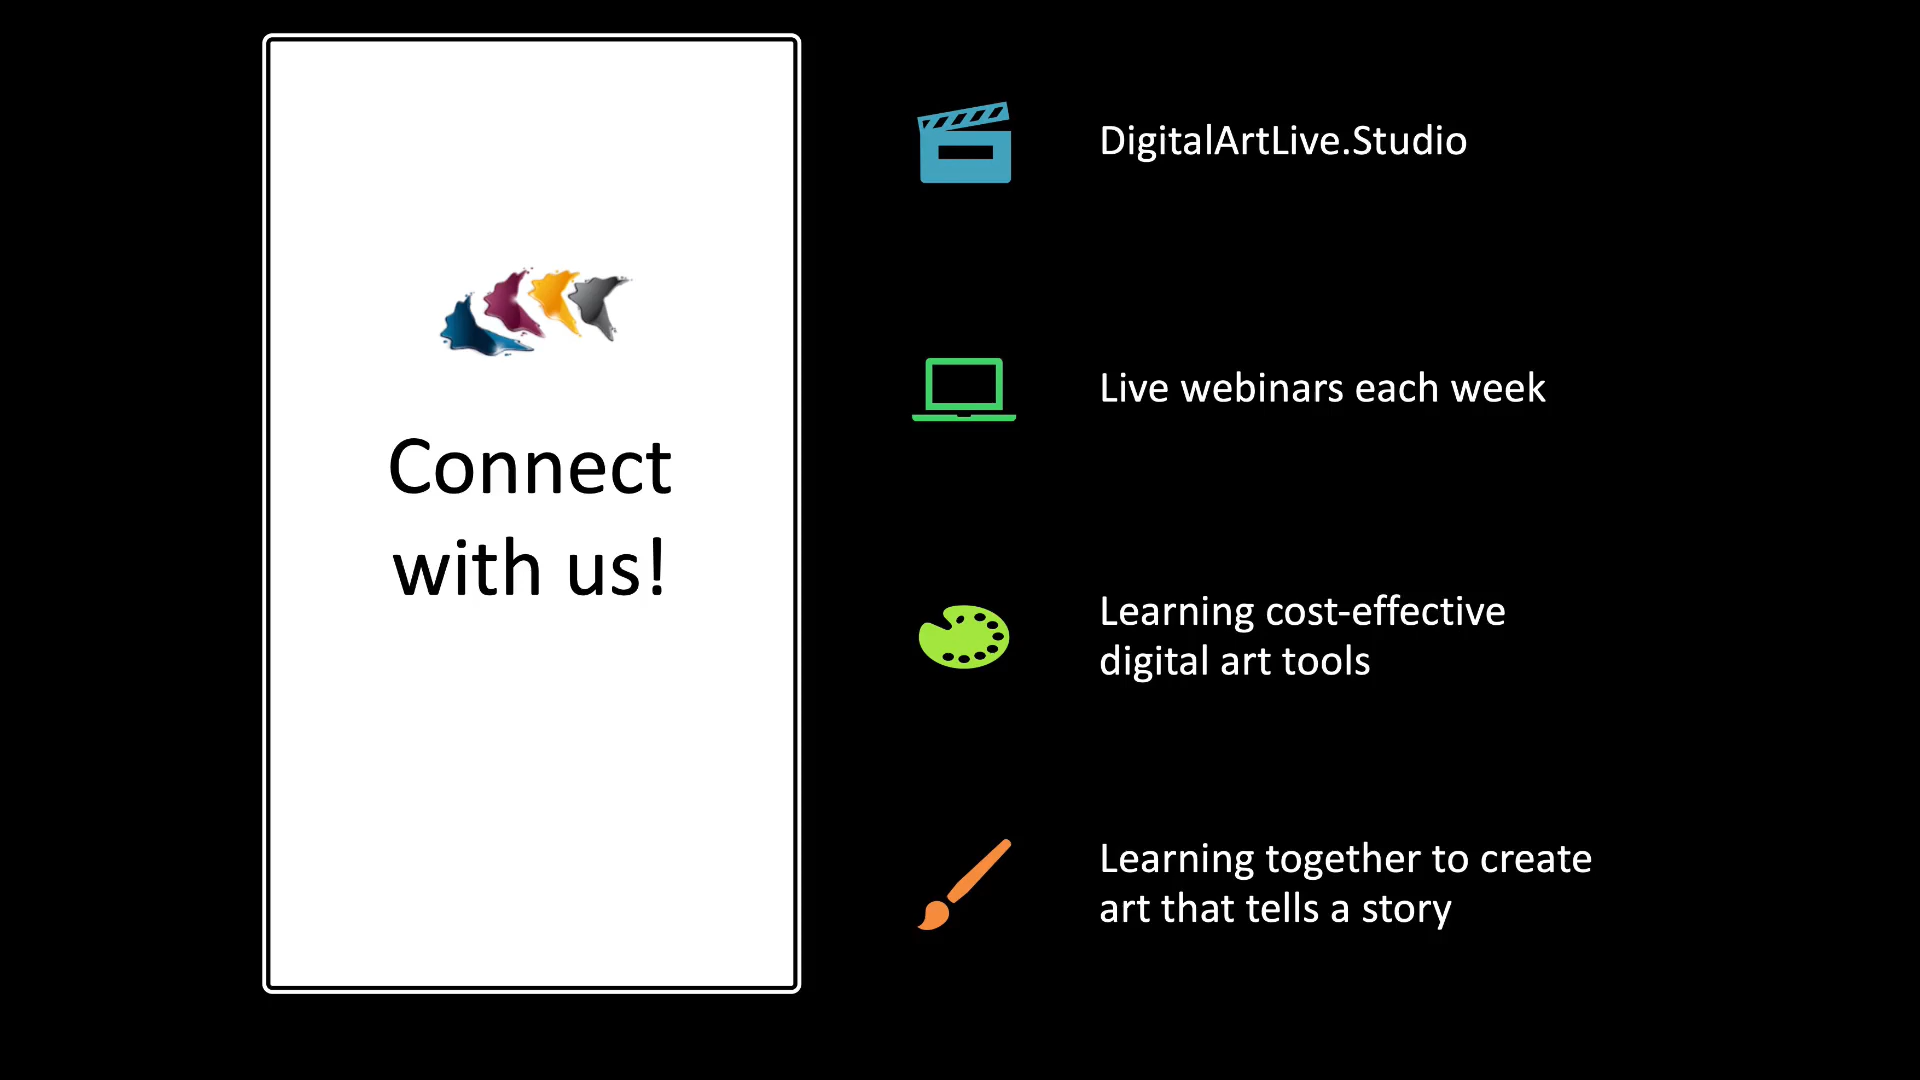 Connect
with us!
DigitalArtLive.Studio
Live webinars each week
Learning cost-effective
digital art tools
Learning together to create
art that tells a story